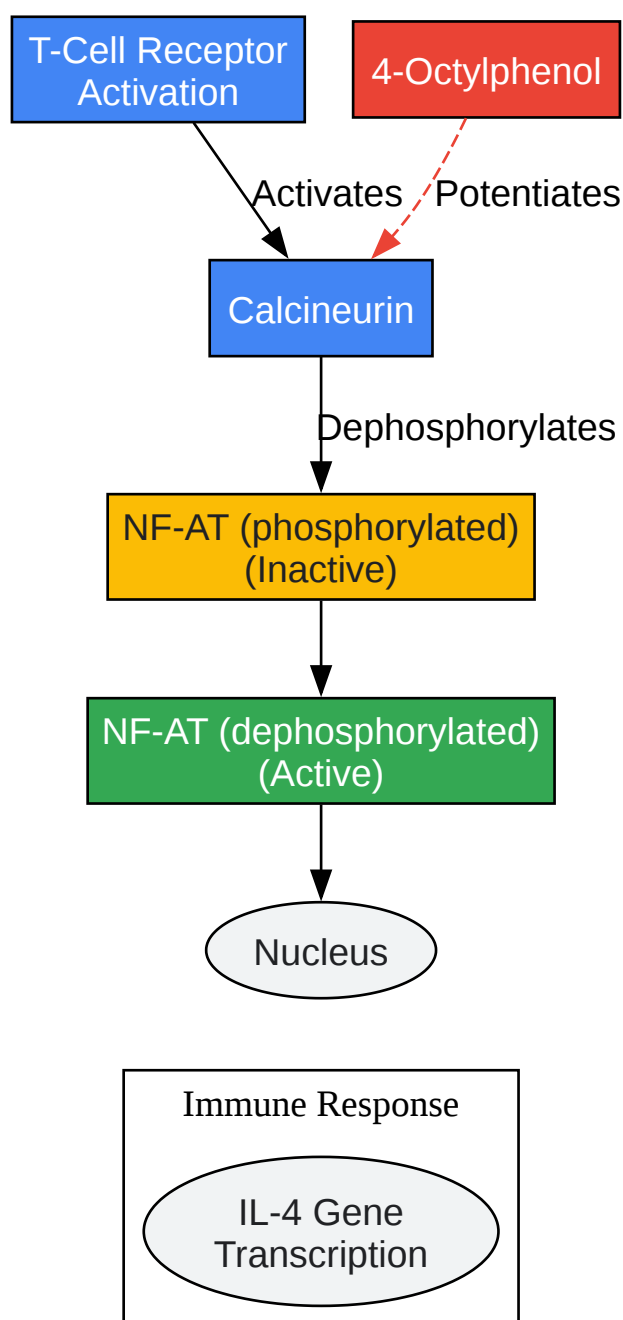 T-Cell Receptor
Activation
4-Octylphenol
Activates
Potentiates
Calcineurin
Dephosphorylates
NF-AT (phosphorylated)
(Inactive)
NF-AT (dephosphorylated)
(Active)
Nucleus
Immune Response
IL-4 Gene
Transcription